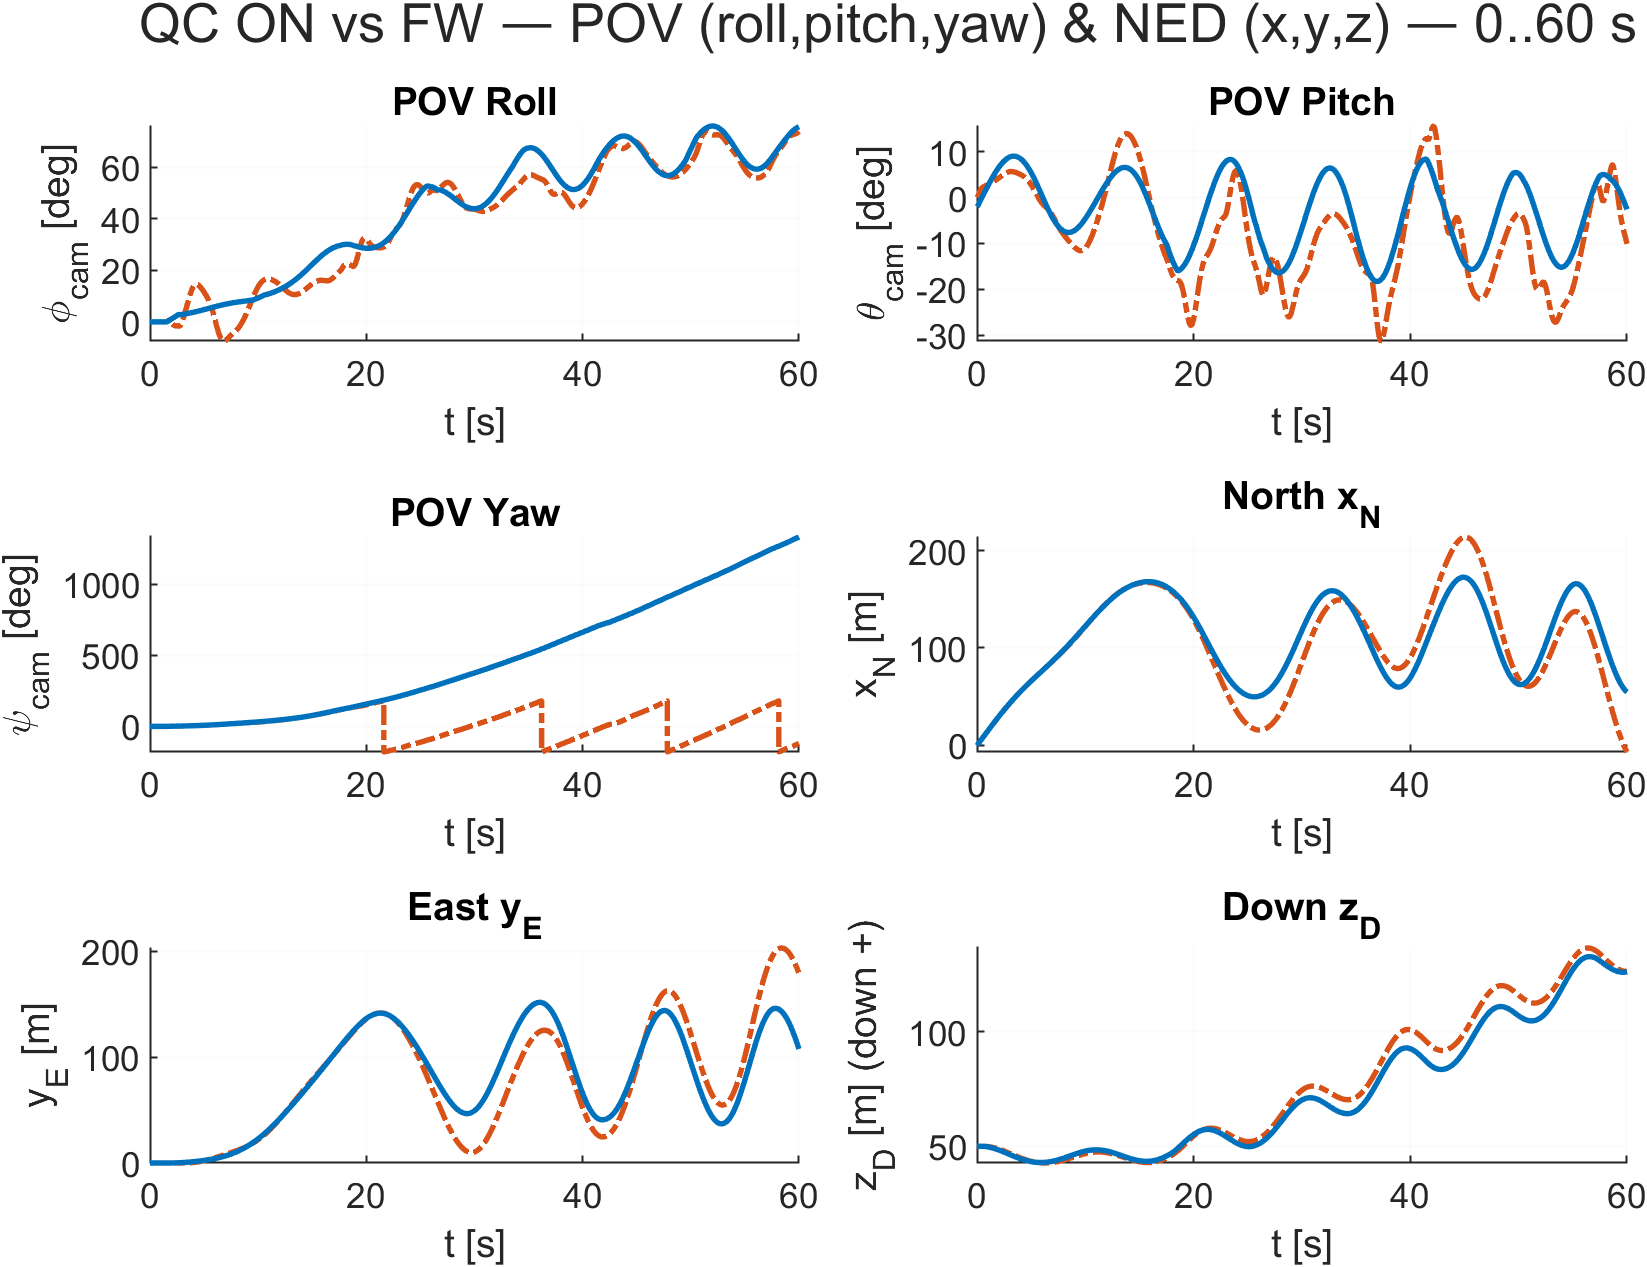 QC ON vs FW — POV (roll,pitch,yaw) & NED (x,y,z) — 0..60 s
POV Roll
ϕcam [deg]
60
40
20
0
0 20 40 60
t [s]
POV Pitch
θcam [deg]
10
0
-10
-20
-30
0 20 40 60
t [s]
POV Yaw
ψcam [deg]
1000
500
0
0 20 40 60
t [s]
North xN
xN [m]
200
100
0
0 20 40 60
t [s]
East yE
yE [m]
200
100
0
0 20 40 60
t [s]
Down zD
zD [m] (down +)
100
50
0 20 40 60
t [s]